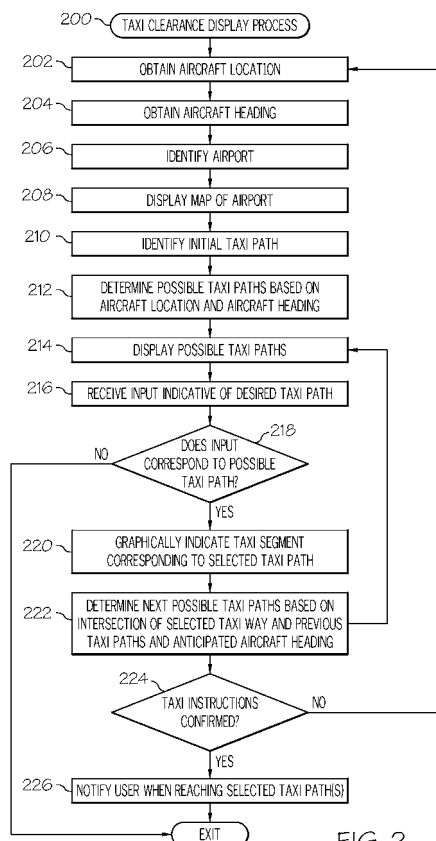 200
TAXI CLEARANCE DISPLAY PROCESS
202
OBTAIN AIRCRAFT LOCATION
204
OBTAIN AIRCRAFT HEADING
206
IDENTIFY AIRPORT
208
DISPLAY MAP OF AIRPORT
210
IDENTIFY INITIAL TAXI PATH
212
DETERMINE POSSIBLE TAXI PATHS BASED ON
AIRCRAFT LOCATION AND AIRCRAFT HEADING
214
DISPLAY POSSIBLE TAXI PATHS
216
RECEIVE INPUT INDICATIVE OF DESIRED TAXI PATH
218
NO
DOES INPUT
CORRESPOND TO POSSIBLE
TAXI PATH?
YES
220
GRAPHICALLY INDICATE TAXI SEGMENT
CORRESPONDING TO SELECTED TAXI PATH
222
DETERMINE NEXT POSSIBLE TAXI PATHS BASED ON
INTERSECTION OF SELECTED TAXI WAY AND PREVIOUS
TAXI PATHS AND ANTICIPATED AIRCRAFT HEADING
224
TAXI INSTRUCTIONS
CONFIRMED?
NO
YES
226
NOTIFY USER WHEN REACHING SELECTED TAXI PATH(S)
EXIT
FIG. 2